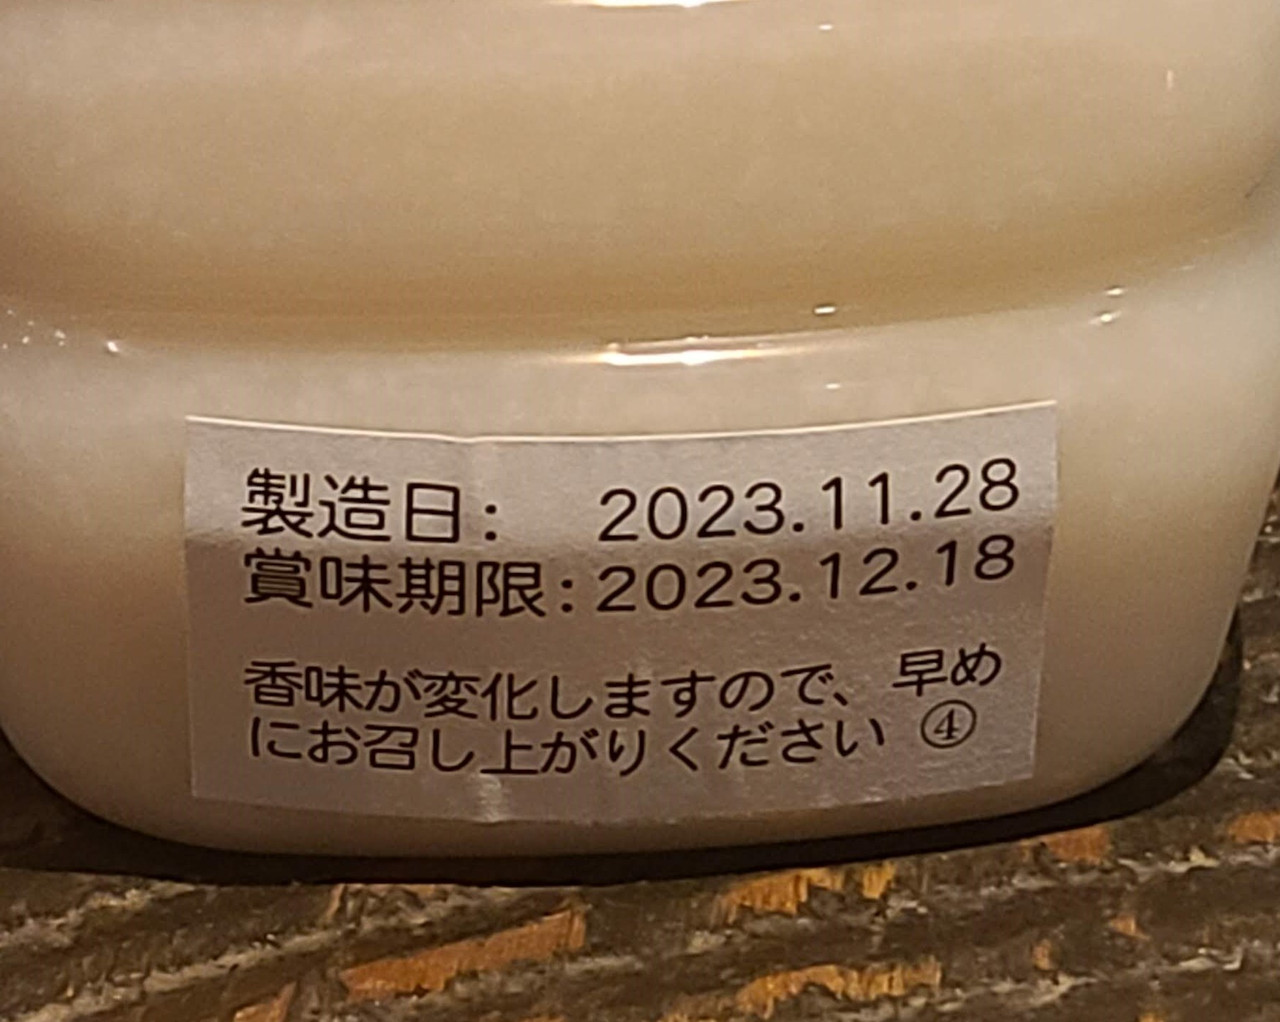 製造日: 2023.11.28
賞味期限:2023.12.18
香味が変化しますので、早め
にお召し上がりください ④